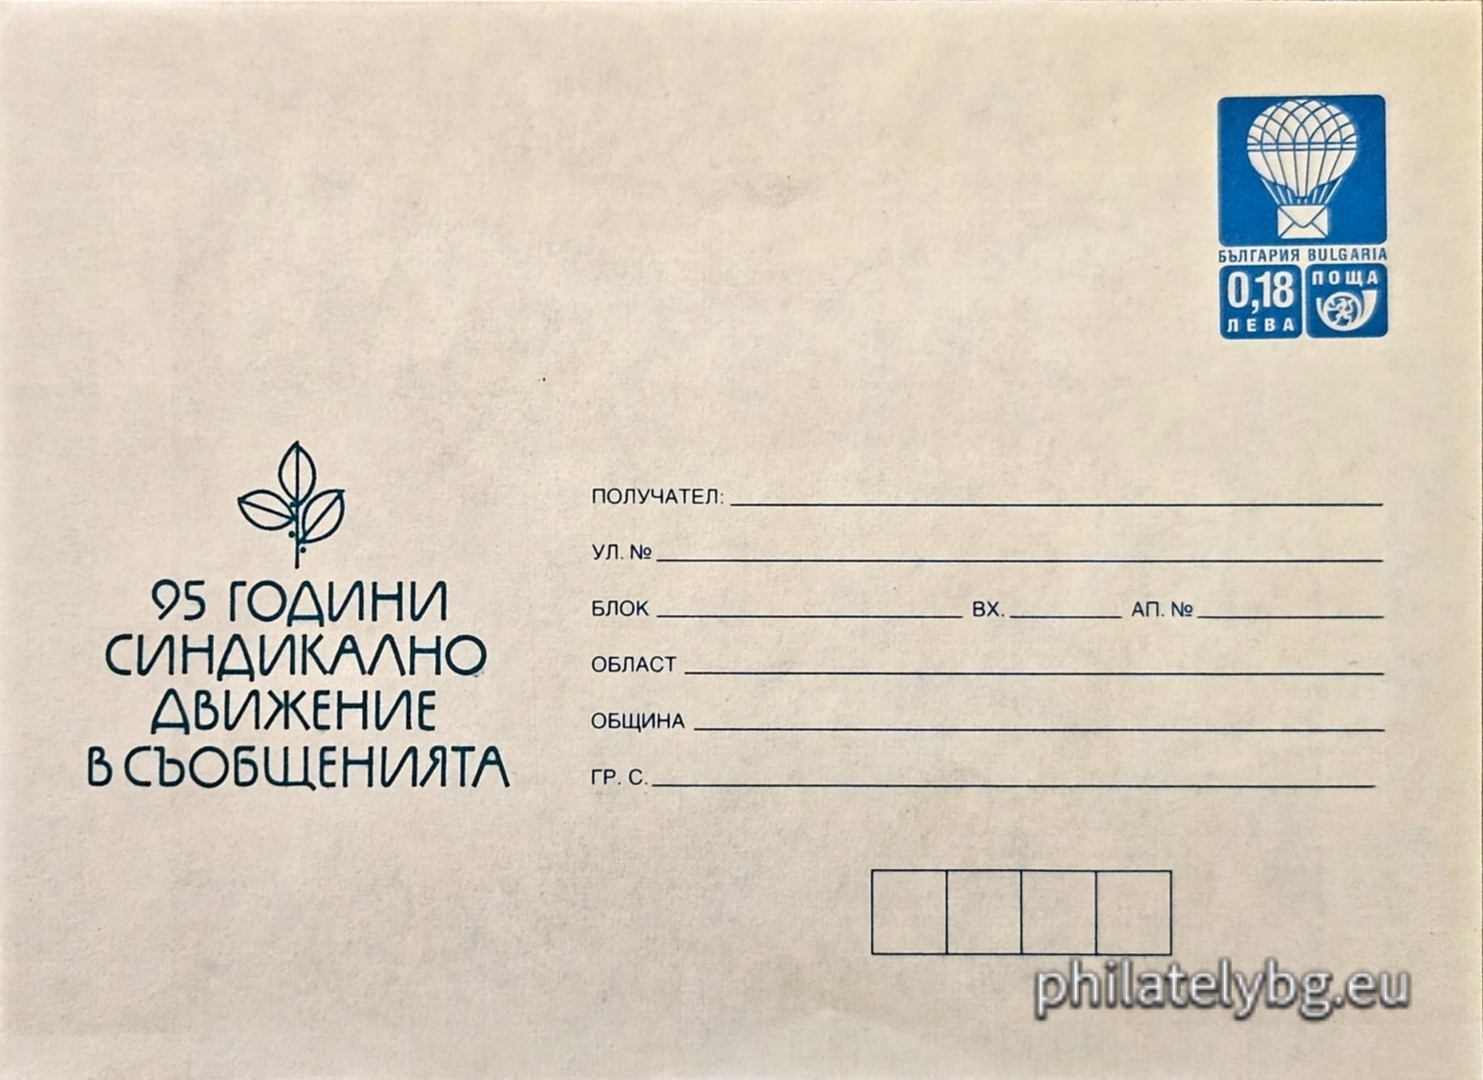 БЪЛГАРИЯ BULGARIA
0,18 ПОЩА
ЛЕВА
95 ГОДИНИ
СИНДИКАЛНО
ДВИЖЕНИЕ
В СЪОБЩЕНИЯТА
ПОЛУЧАТЕЛ:
УЛ. №
БЛОК ВХ. АП. №
ОБЛАСТ
ОБЩИНА
ГР. С.
philatelybg.eu